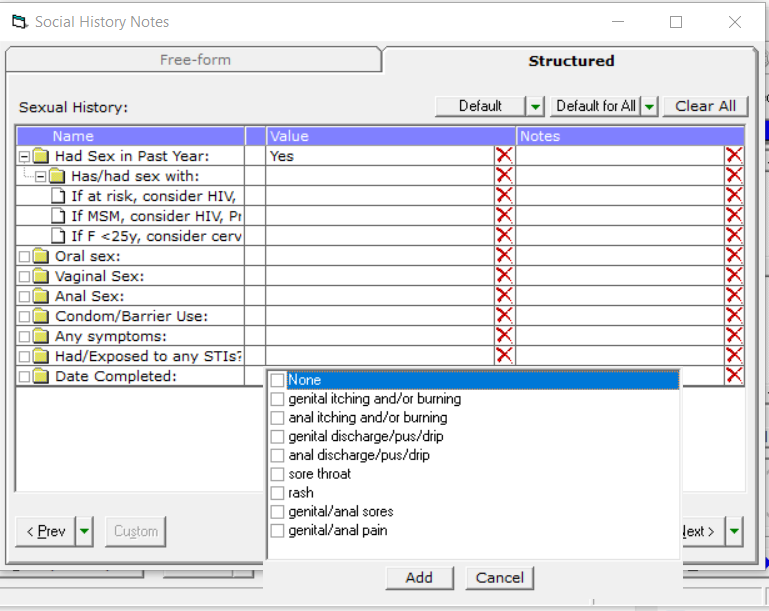 Social History Notes
Free-form Structured
Sexual History: Default Default for All Clear All
Name Value Notes
Had Sex in Past Year: Yes
Has/had sex with:
If at risk, consider HIV,
If MSM, consider HIV,
If F <25y, consider cerv
Oral sex:
Vaginal Sex:
Anal Sex:
Condom/Barrier Use:
Any symptoms:
Had/Exposed to any STIs?
Date Completed:
None
genital itching and/or burning
anal itching and/or burning
genital discharge/pus/drip
anal discharge/pus/drip
sore throat
rash
genital/anal sores
genital/anal pain
< Prev Custom ext >
Add Cancel